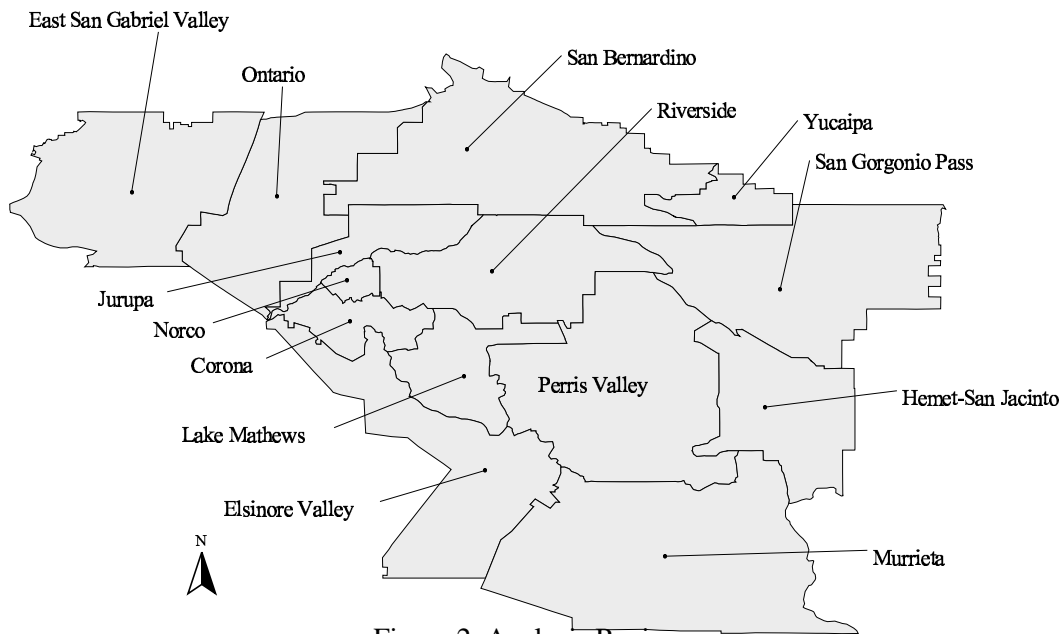 East San Gabriel Valley
Ontario
San Bernardino
Riverside
Yucaipa
San Gorgonio Pass
Jurupa
Norco
Corona
Perris Valley
Hemet-San Jacinto
Lake Mathews
Elsinore Valley
N
Murrieta